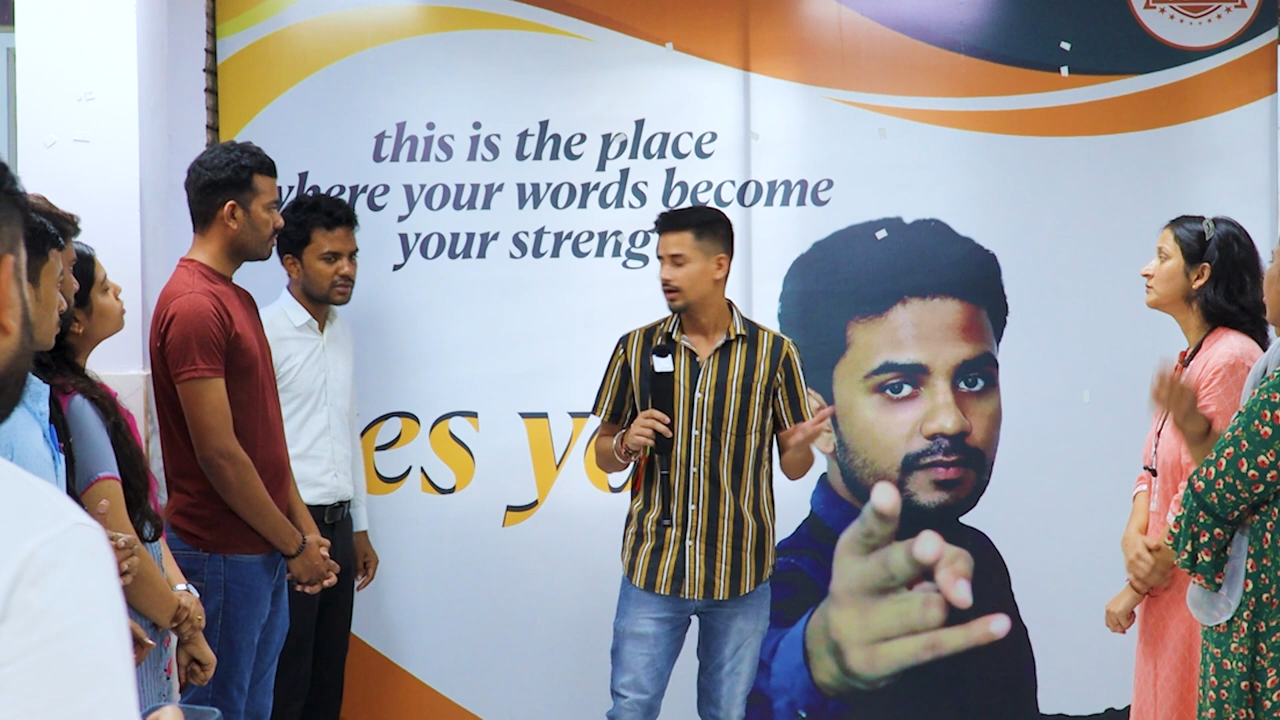 this is the place
where your words become
your streng
es yo